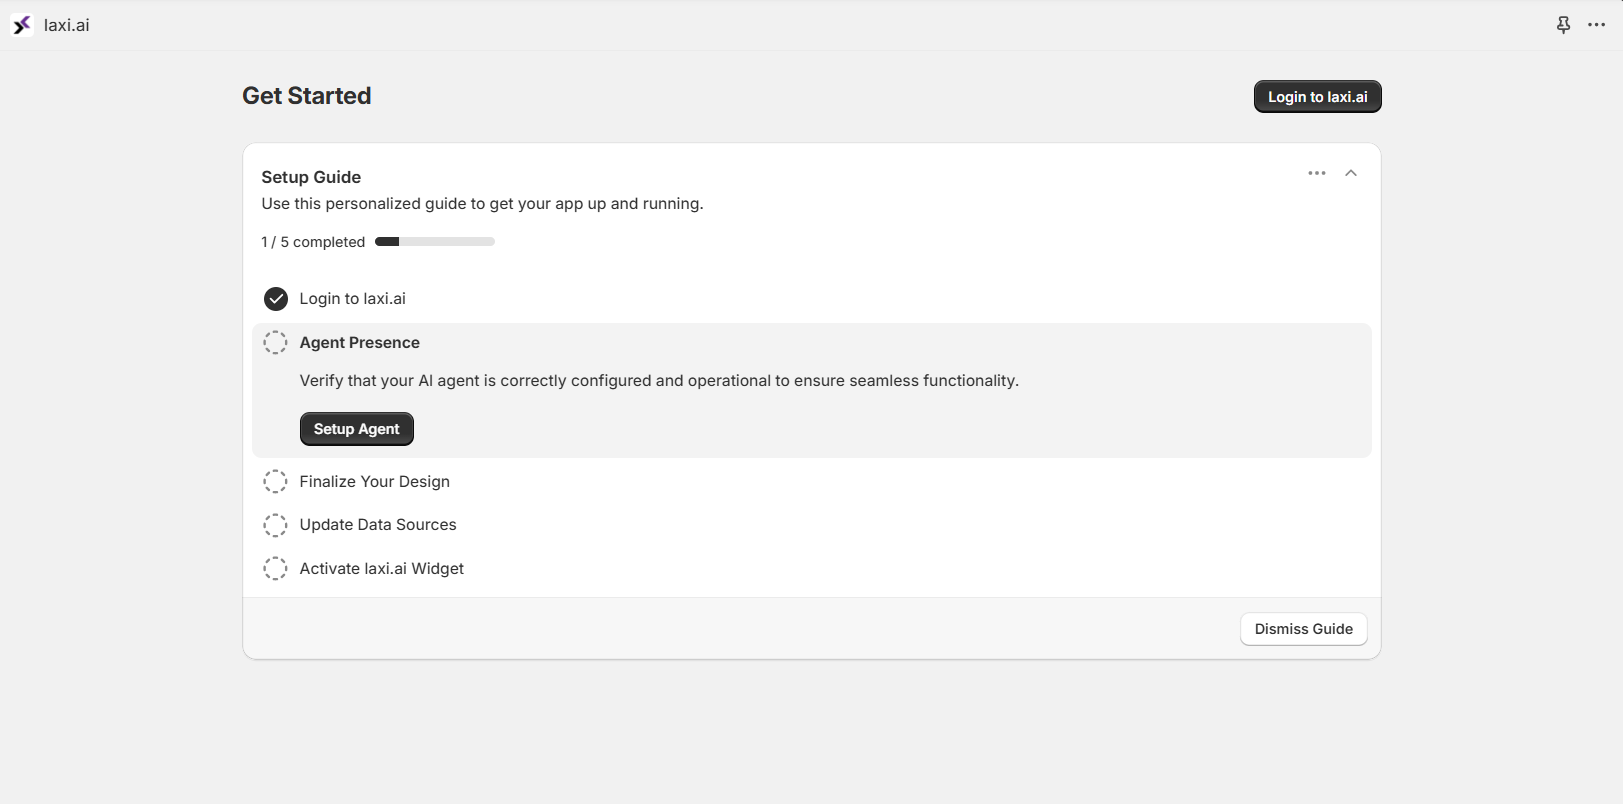 laxi.ai
Get Started
Login to laxi.ai
Setup Guide
Use this personalized guide to get your app up and running.
1 / 5 completed
Login to laxi.ai
Agent Presence
Verify that your AI agent is correctly configured and operational to ensure seamless functionality.
Setup Agent
Finalize Your Design
Update Data Sources
Activate laxi.ai Widget
Dismiss Guide